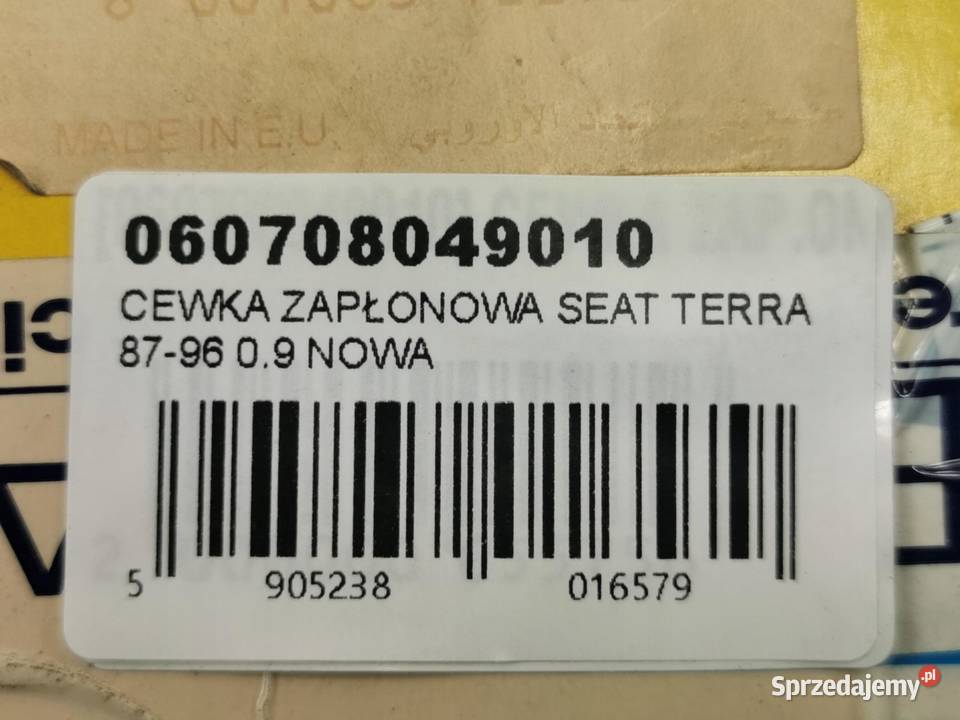 MADE IN E.U.
060708049010
CEWKA ZAPŁONOWA SEAT TERRA
87-96 0.9 NOWA
5 905238 016579
Sprzedajemy.pl